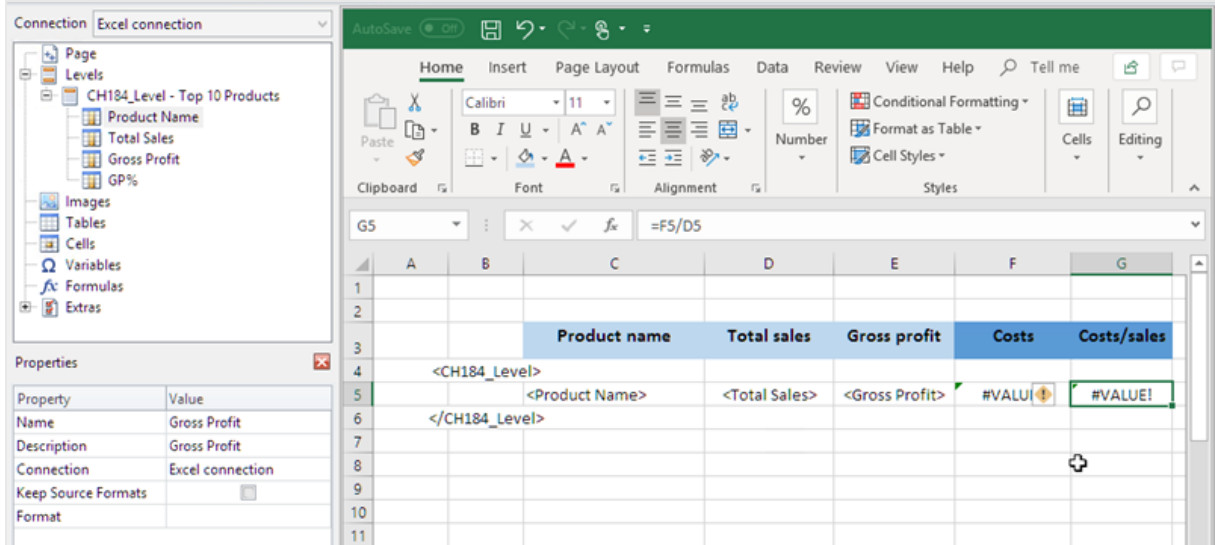 Connection Excel connection
Page
Levels
CH184_Level - Top 10 Products
Product Name
Total Sales
Gross Profit
GP%
Images
Tables
Cells
Variables
Formulas
Extras
Properties
Property Value
Name Gross Profit
Description Gross Profit
Connection Excel connection
Keep Source Formats
Format
AutoSave Off
Home Insert Page Layout Formulas Data Review View Help Tell me
Paste
Clipboard
Calibri 11
B I U A A
A
Font
ab
Alignment
%
Number
Conditional Formatting
Format as Table
Cell Styles
Styles
Cells
Editing
G5 fx =F5/D5
A B C D E F G
1
2
3 Product name Total sales Gross profit Costs Costs/sales
4 <CH184_Level>
5 <Product Name> <Total Sales> <Gross Profit> #VALU #VALUE!
6 </CH184_Level>
7
8
9
10
11